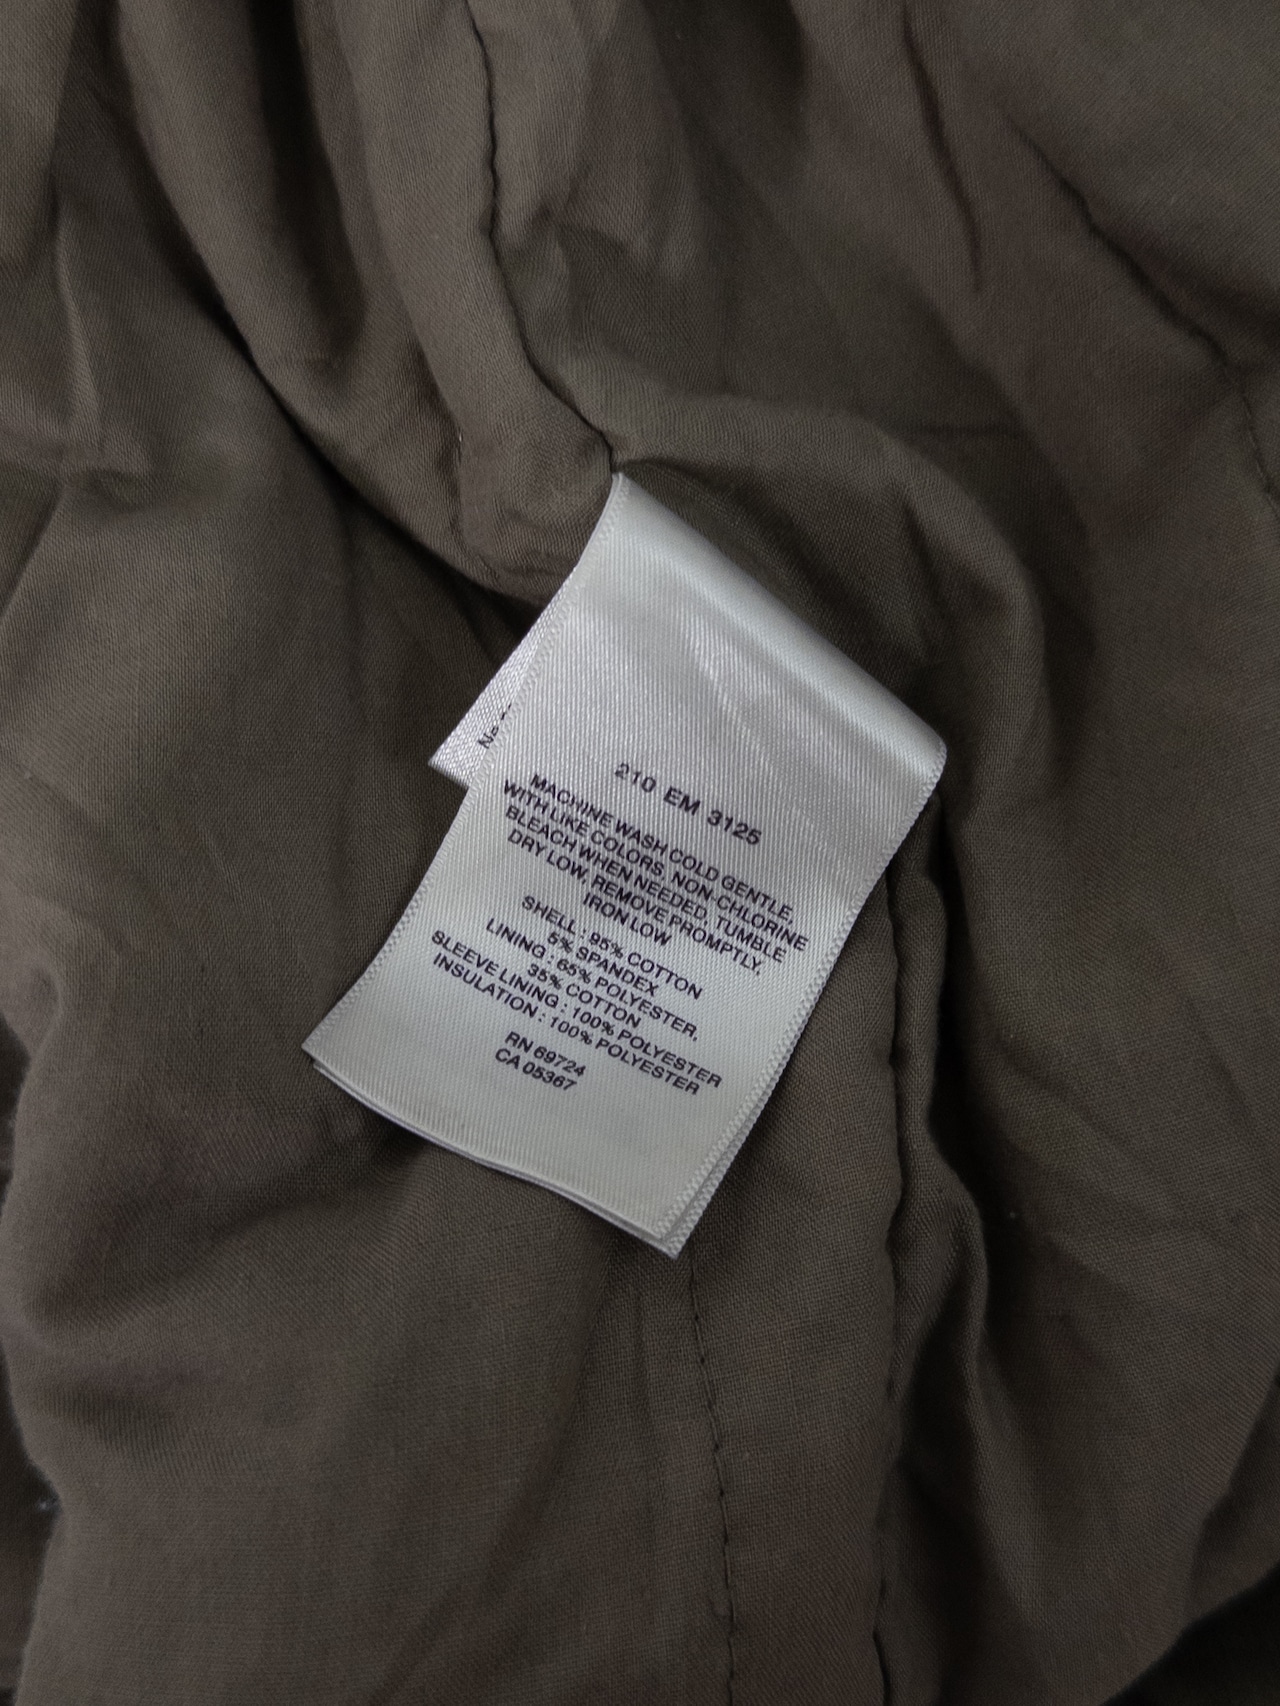 210 EM 3125
MACHINE WASH COLD GENTLE,
WITH LIKE COLORS, NON-CHLORINE
BLEACH WHEN NEEDED, TUMBLE
DRY LOW, REMOVE PROMPTLY,
IRON LOW
SHELL : 95% COTTON
5% SPANDEX
LINING : 65% POLYESTER,
35% COTTON
SLEEVE LINING : 100% POLYESTER
INSULATION : 100% POLYESTER
RN 69724
CA 05367